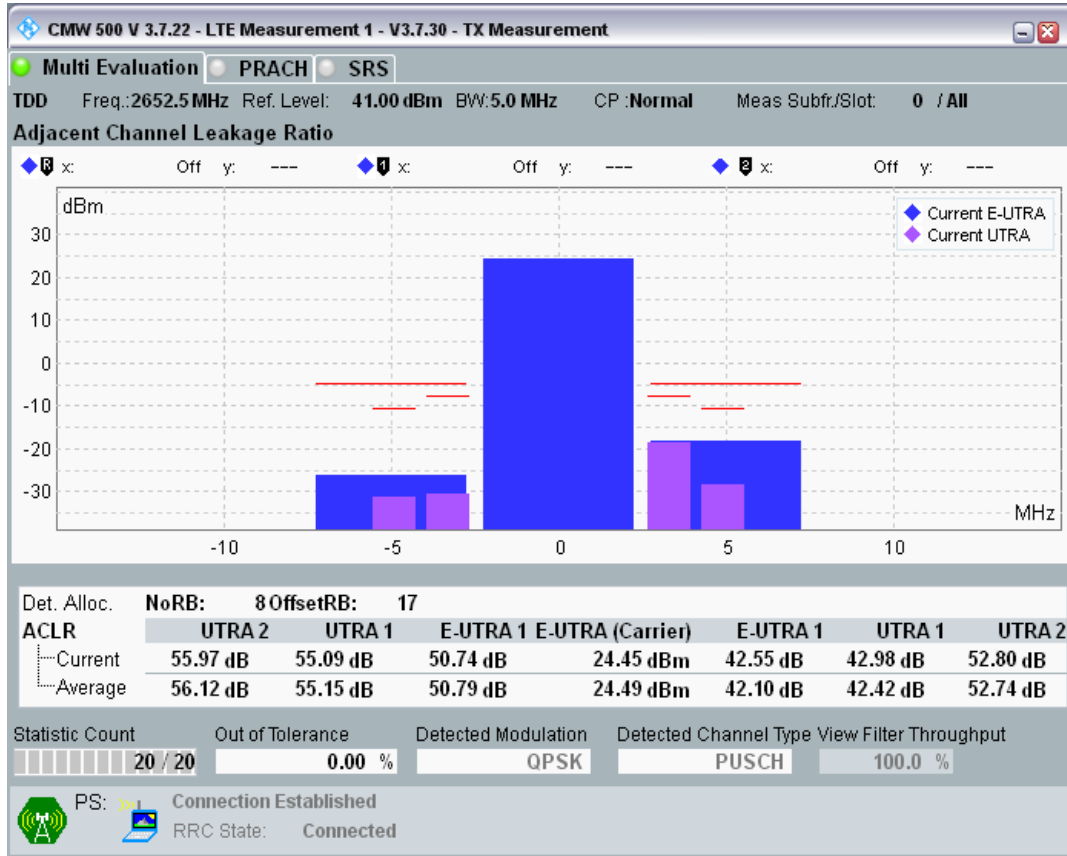 CMW 500 V 3.7.22 - LTE Measurement 1 - V3.7.30 - TX Measurement
Multi Evaluation PRACH SRS
TDD Freq.:2652.5 MHz Ref. Level: 41.00 dBm BW:5.0 MHz CP :Normal Meas Subfr./Slot: 0 / All
Adjacent Channel Leakage Ratio
R x: Off y: --- 1 x: Off y: --- 2 x: Off y: ---
dBm
Current E-UTRA
Current UTRA
30
20
10
0
-10
-20
-30
MHz
-10 -5 0 5 10
Det. Alloc. NoRB: 8 OffsetRB: 17
ACLR UTRA 2 UTRA 1 E-UTRA 1 E-UTRA (Carrier) E-UTRA 1 UTRA 1 UTRA 2
Current 55.97 dB 55.09 dB 50.74 dB 24.45 dBm 42.55 dB 42.98 dB 52.80 dB
Average 56.12 dB 55.15 dB 50.79 dB 24.49 dBm 42.10 dB 42.42 dB 52.74 dB
Statistic Count Out of Tolerance Detected Modulation Detected Channel Type View Filter Throughput
20 / 20 0.00 % QPSK PUSCH 100.0 %
PS: Connection Established
RRC State: Connected